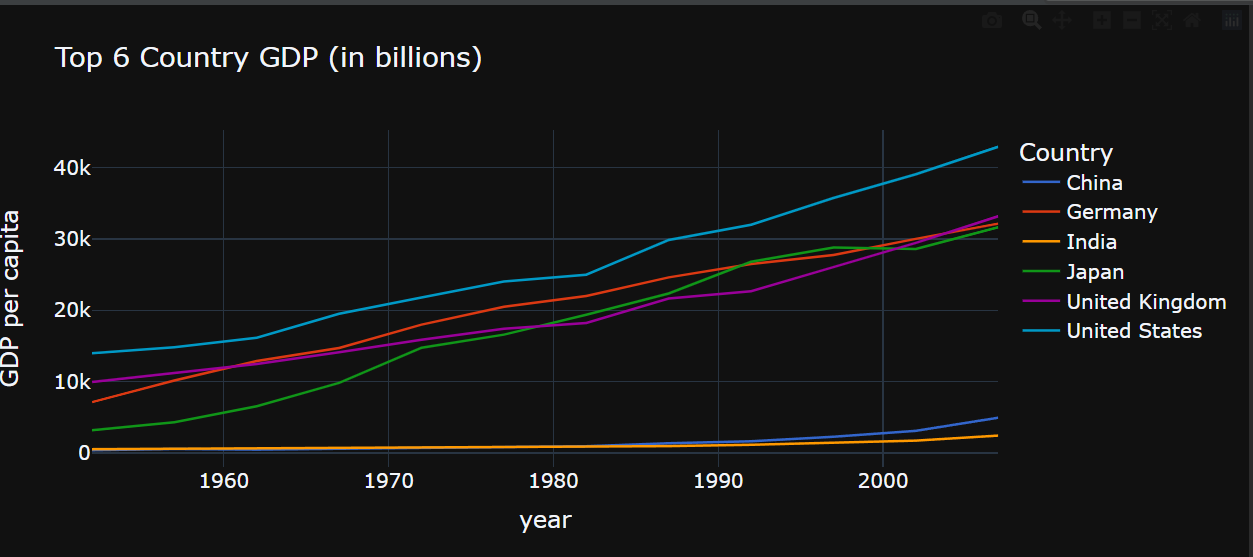 Top 6 Country GDP (in billions)
GDP per capita
40k
30k
20k
10k
0
1960 1970 1980 1990 2000
year
Country
China
Germany
India
Japan
United Kingdom
United States